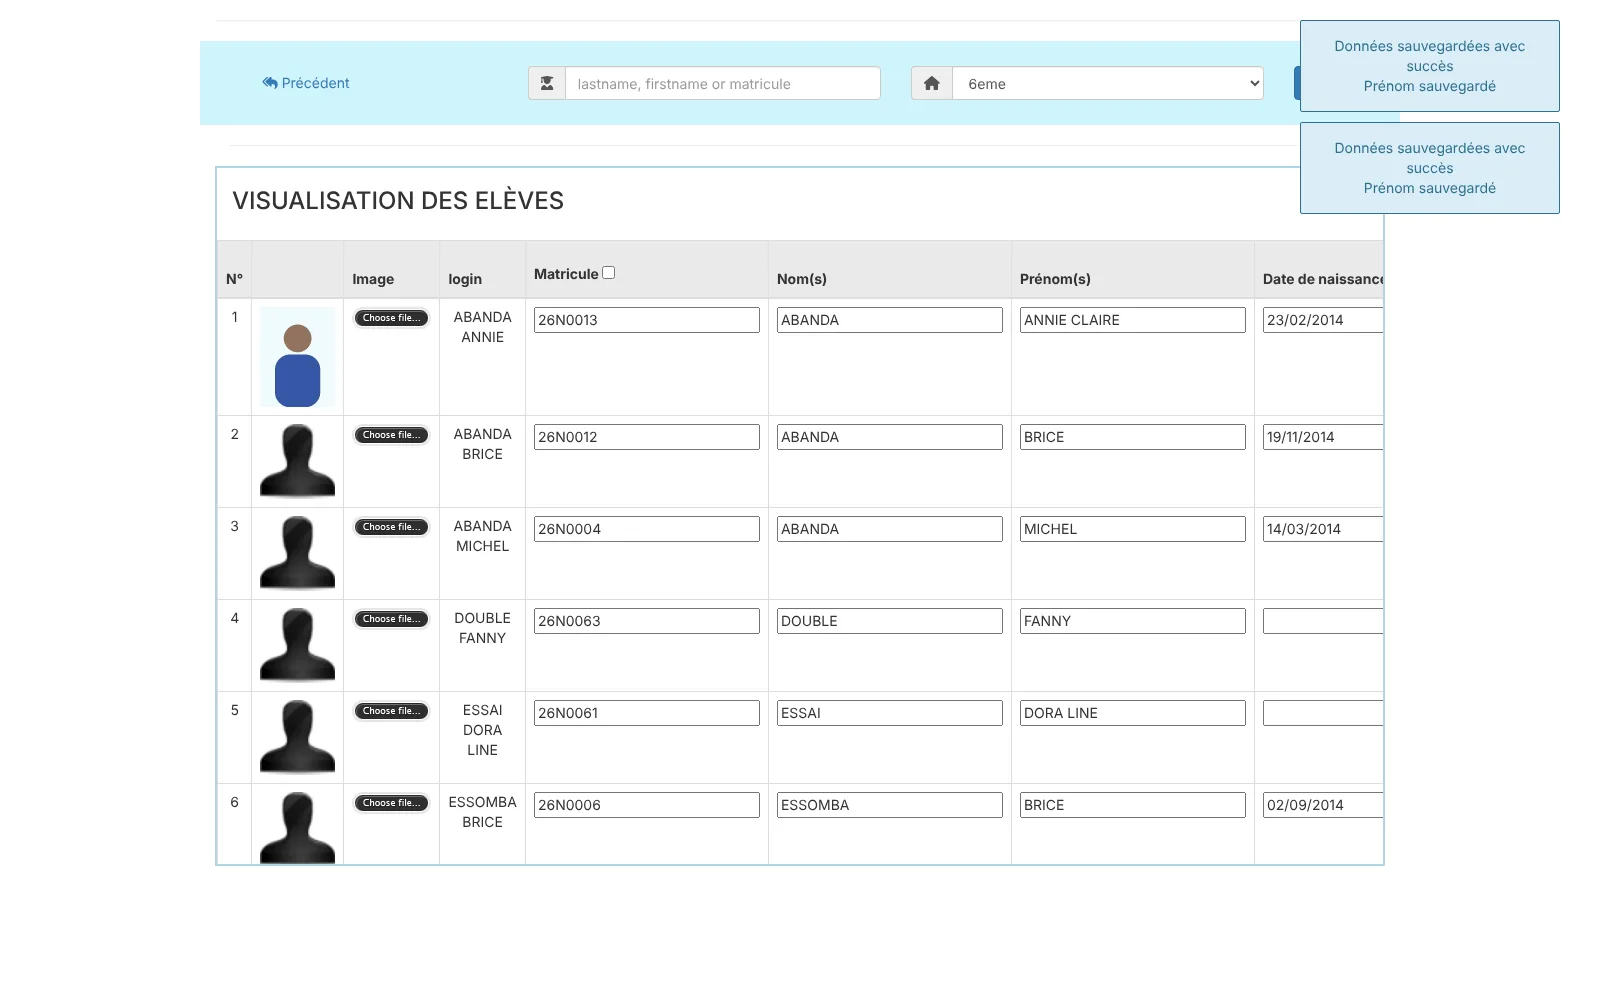 Précédent
lastname, firstname or matricule
6eme
Données sauvegardées avec
succès
Prénom sauvegardé
Données sauvegardées avec
succès
Prénom sauvegardé
VISUALISATION DES ELÈVES
N° Image login Matricule Nom(s) Prénom(s) Date de naissance
1 Choose file... ABANDA 26N0013 ABANDA ANNIE CLAIRE 23/02/2014
ANNIE
2 Choose file... ABANDA 26N0012 ABANDA BRICE 19/11/2014
BRICE
3 Choose file... ABANDA 26N0004 ABANDA MICHEL 14/03/2014
MICHEL
4 Choose file... DOUBLE 26N0063 DOUBLE FANNY
FANNY
5 Choose file... ESSAI 26N0061 ESSAI DORA LINE
DORA
LINE
6 Choose file... ESSOMBA 26N0006 ESSOMBA BRICE 02/09/2014
BRICE